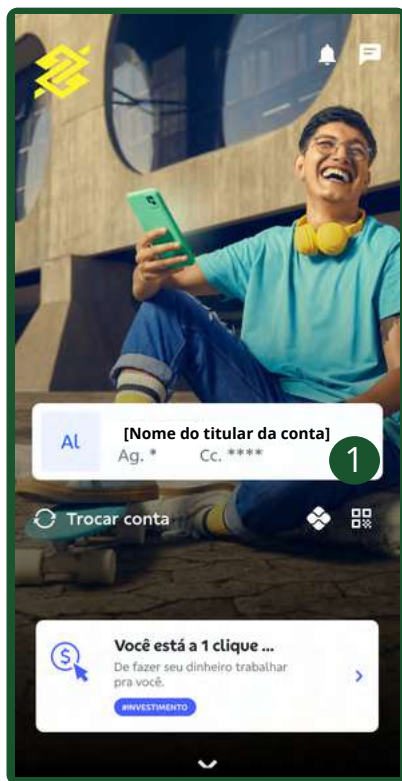 [Nome do titular da conta]
AL
Ag. * Cc. ****
1
Trocar conta
Você está a 1 clique ...
De fazer seu dinheiro trabalhar
pra você.
#INVESTIMENTO